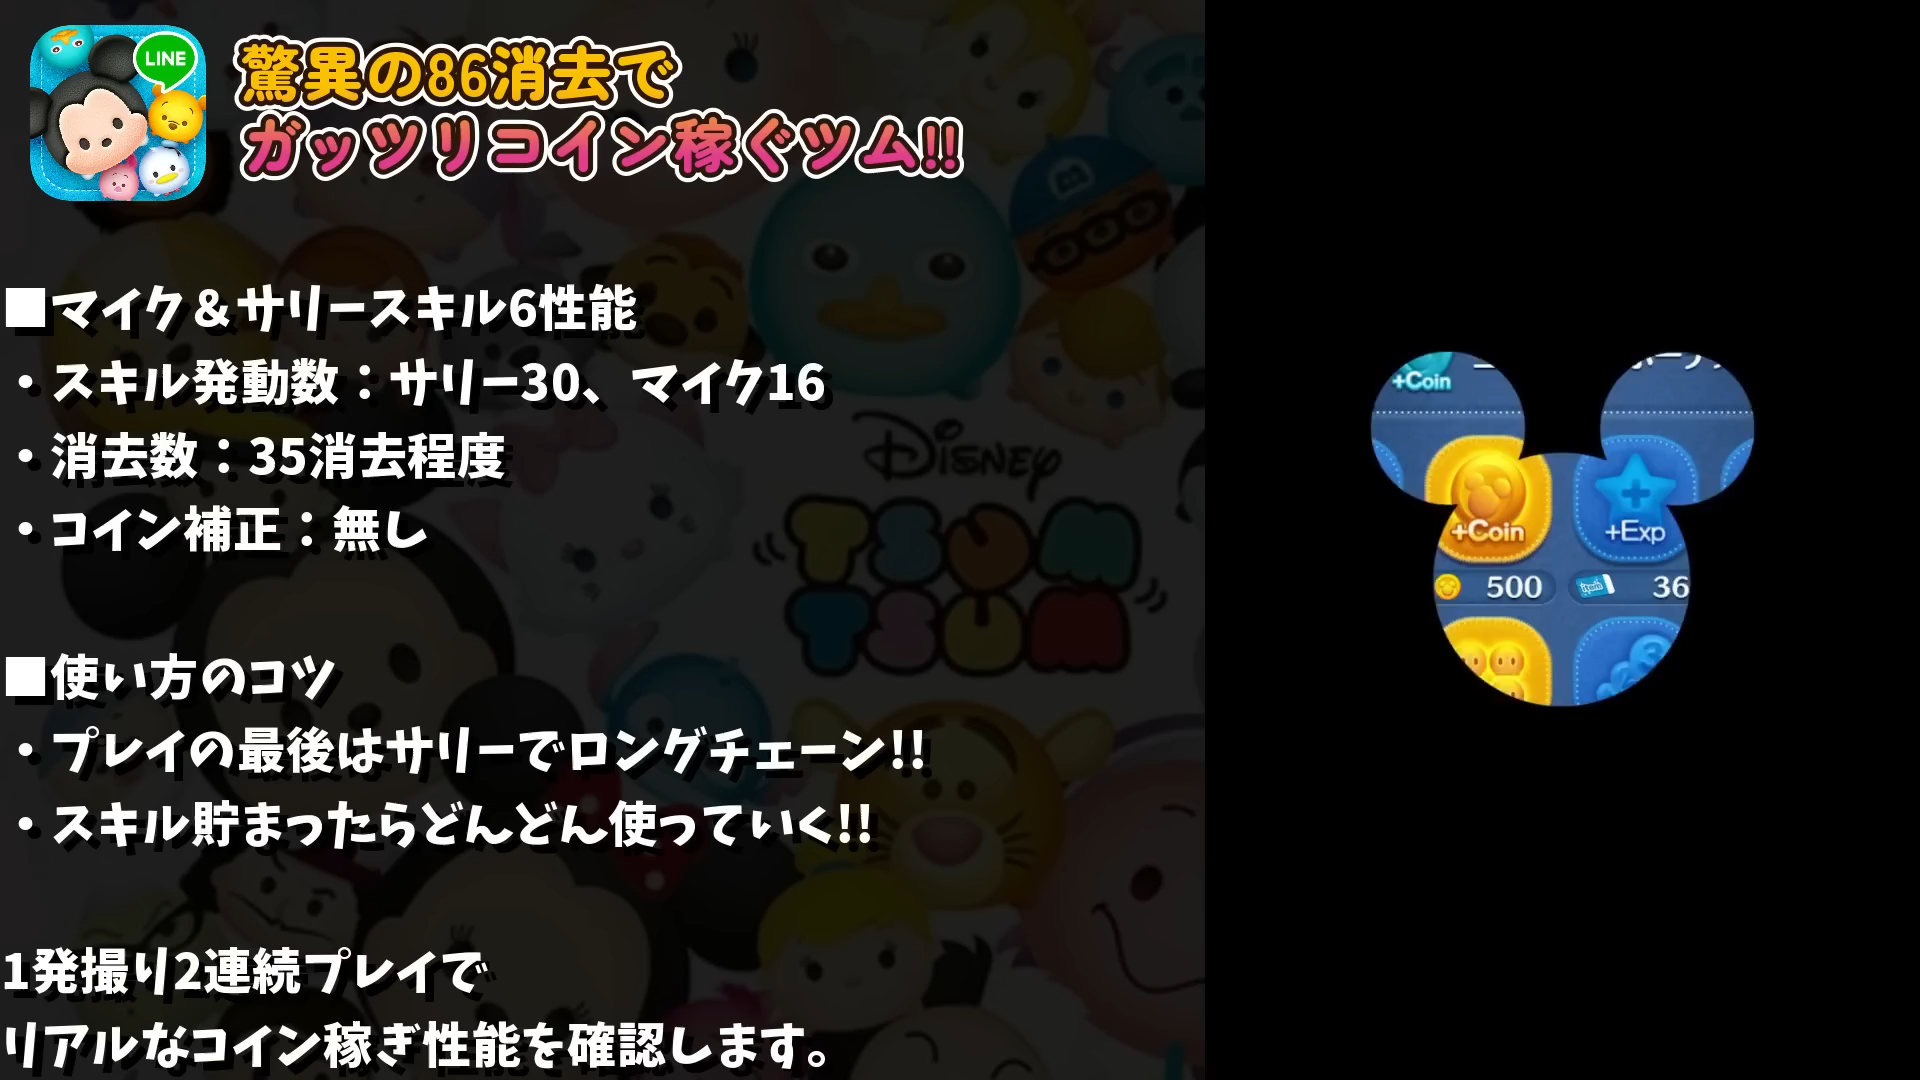 LINE
驚異の86消去で
ガッツリコイン稼ぐツム!!
■マイク＆サリースキル6性能
・スキル発動数：サリー30、マイク16
・消去数：35消去程度
・コイン補正：無し
■使い方のコツ
・プレイの最後はサリーでロングチェーン!!
・スキル貯まったらどんどん使っていく!!
1発撮り2連続プレイで
リアルなコイン稼ぎ性能を確認します。
Disney
TSUM
TSUM
+Coin
+Coin
+Exp
500
36